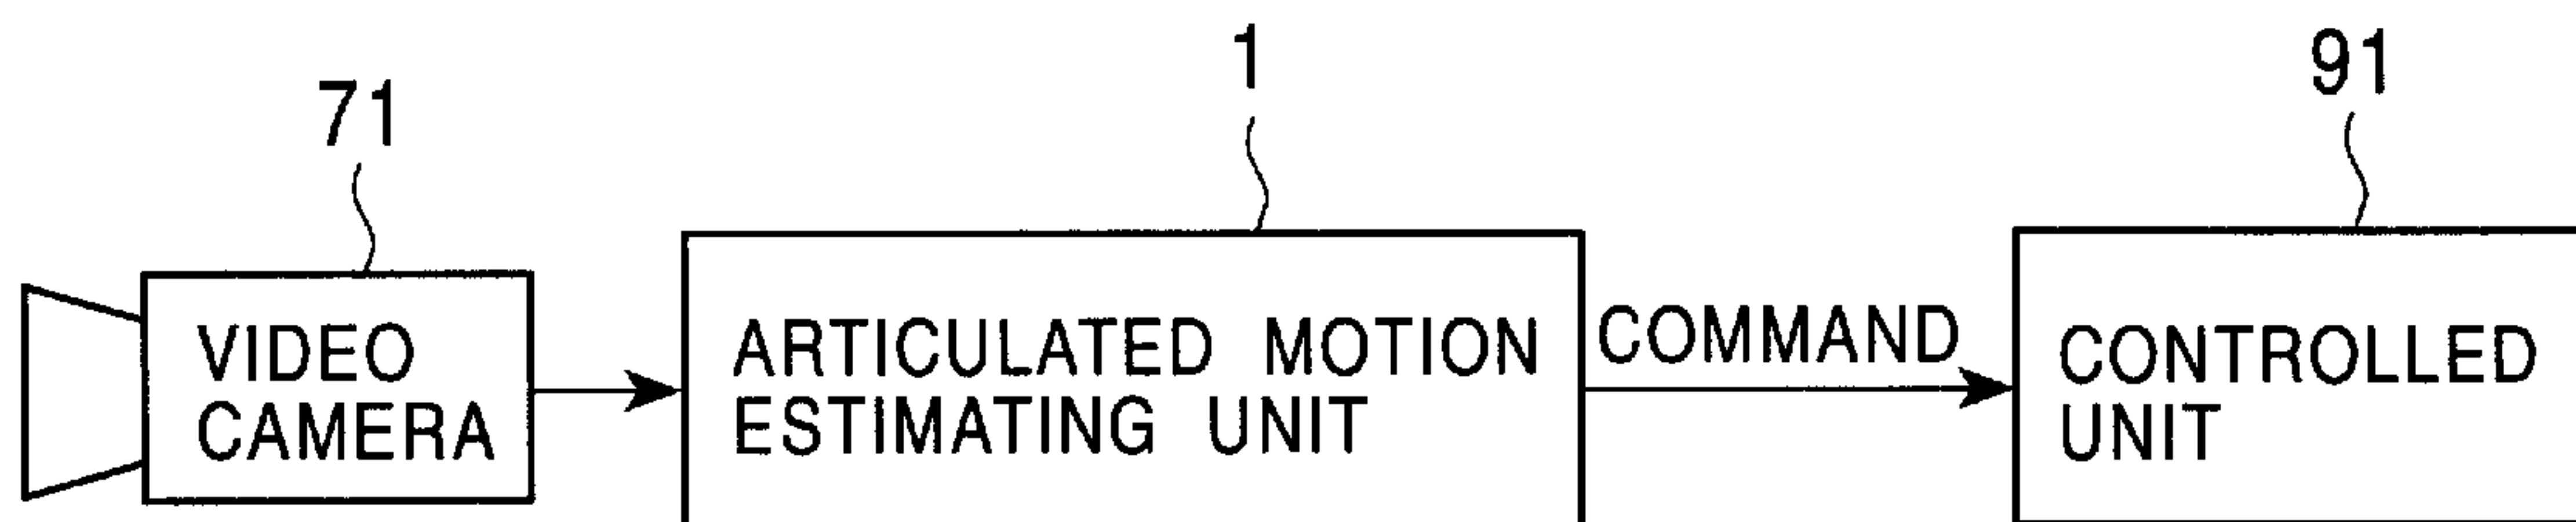 71
1
91
VIDEO
CAMERA
ARTICULATED MOTION
ESTIMATING UNIT
COMMAND
CONTROLLED
UNIT